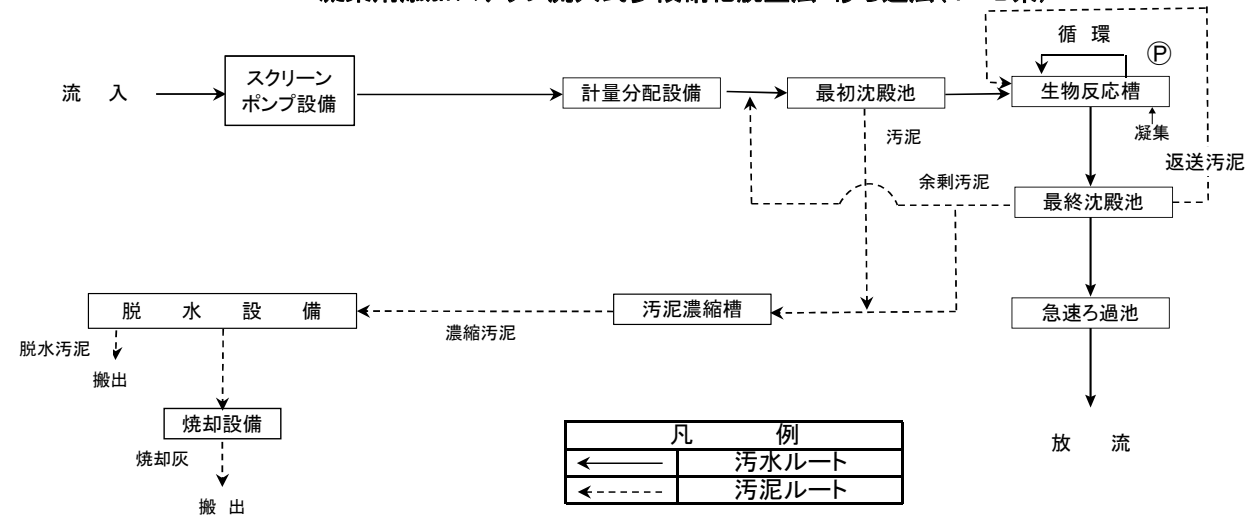 循　環
Ⓟ
流　入
スクリーン
ポンプ設備
計量分配設備
最初沈殿池
生物反応槽
汚泥
凝集
返送汚泥
余剰汚泥
最終沈殿池
脱　水　設　備
汚泥濃縮槽
急速ろ過池
濃縮汚泥
脱水汚泥
搬出
焼却設備
凡　例
汚水ルート
汚泥ルート
放　流
焼却灰
搬　出